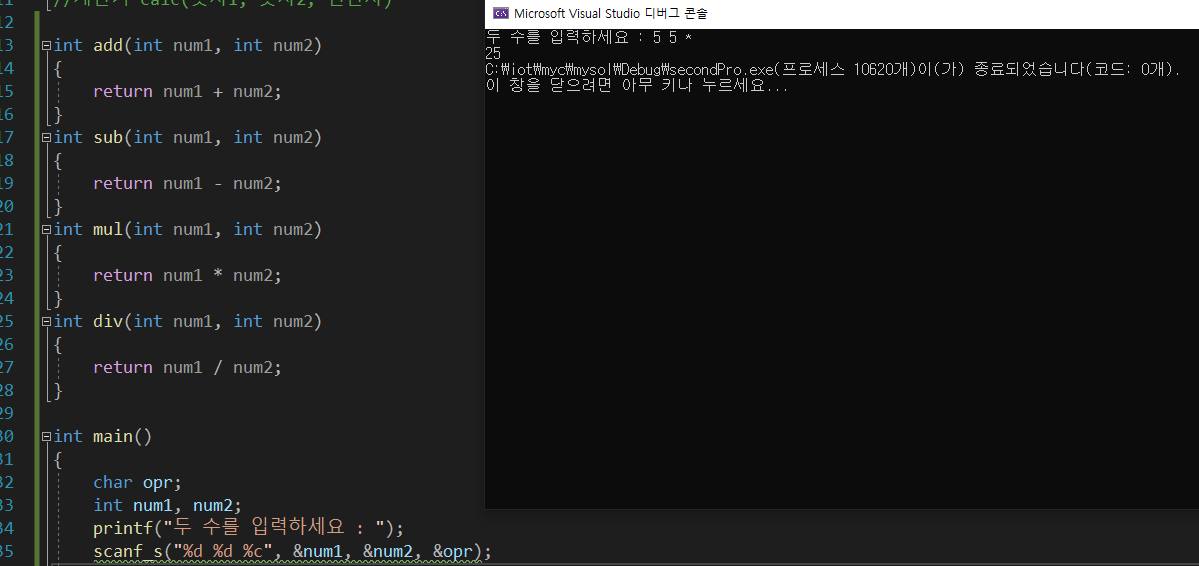 12
13 int add(int num1, int num2)
14 {
15 return num1 + num2;
16 }
17 int sub(int num1, int num2)
18 {
19 return num1 - num2;
20 }
21 int mul(int num1, int num2)
22 {
23 return num1 * num2;
24 }
25 int div(int num1, int num2)
26 {
27 return num1 / num2;
28 }
29
30 int main()
31 {
32 char opr;
33 int num1, num2;
34 printf("두 수를 입력하세요 : ");
35 scanf_s("%d %d %c", &num1, &num2, &opr);
Microsoft Visual Studio 디버그 콘솔
두 수를 입력하세요 : 5 5 *
25
C:\iot\myc\mysol\Debug\secondPro.exe(프로세스 10620개)이(가) 종료되었습니다(코드: 0개).
이 창을 닫으려면 아무 키나 누르세요...